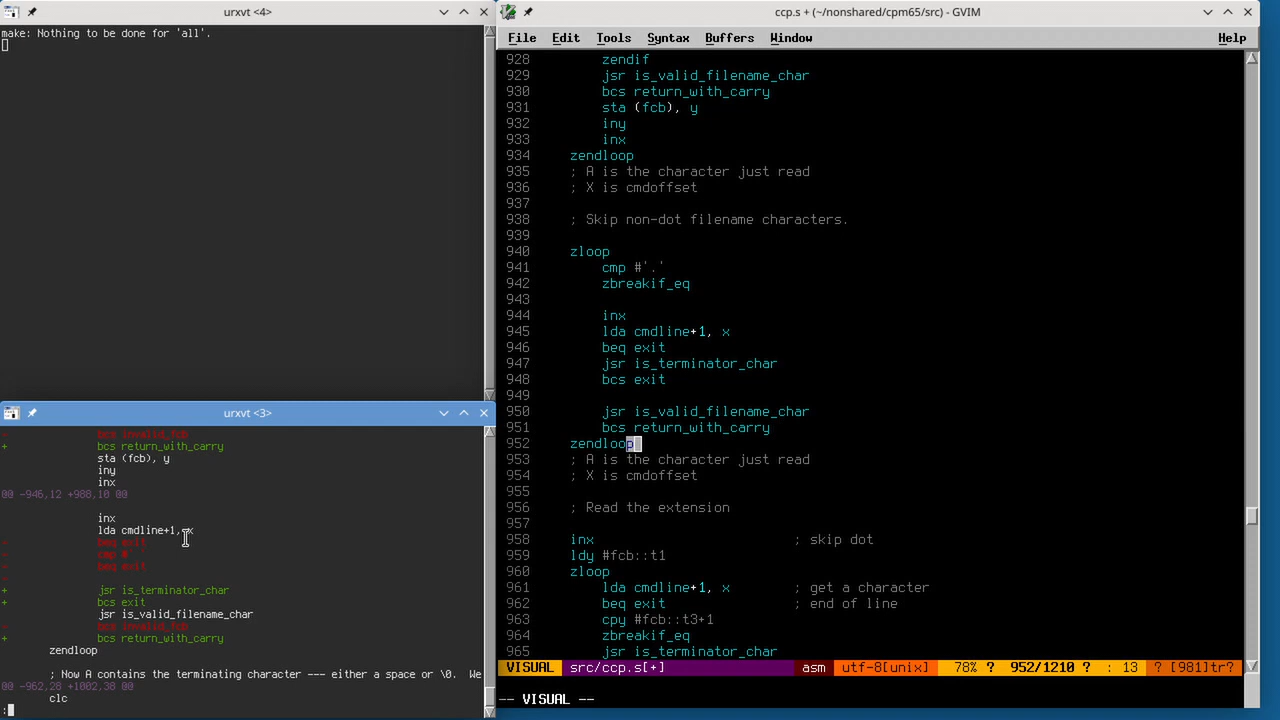 urxvt <4>
make: Nothing to be done for 'all'.
urxvt <3>
-               bcs invalid_fcb
+               bcs return_with_carry
                sta (fcb), y
                iny
                inx
@@ -946,12 +988,10 @@
                inx
                lda cmdline+1, x
-               beq exit
-               cmp #' '
-               beq exit
-
+               jsr is_terminator_char
+               bcs exit
                jsr is_valid_filename_char
-               bcs invalid_fcb
+               bcs return_with_carry
        zendloop
        ; Now A contains the terminating character --- either a space or \0.  We
@@ -962,28 +1002,38 @@
        clc
:
ccp.s + (~/nonshared/cpm65/src) - GVIM
File Edit Tools Syntax Buffers Window Help
928         zendif
929         jsr is_valid_filename_char
930         bcs return_with_carry
931         sta (fcb), y
932         iny
933         inx
934     zendloop
935     ; A is the character just read
936     ; X is cmdoffset
937
938     ; Skip non-dot filename characters.
939
940     zloop
941         cmp #'.'
942         zbreakif_eq
943
944         inx
945         lda cmdline+1, x
946         beq exit
947         jsr is_terminator_char
948         bcs exit
949
950         jsr is_valid_filename_char
951         bcs return_with_carry
952     zendloop
953     ; A is the character just read
954     ; X is cmdoffset
955
956     ; Read the extension
957
958     inx                         ; skip dot
959     ldy #fcb::t1
960     zloop
961         lda cmdline+1, x        ; get a character
962         beq exit                ; end of line
963         cpy #fcb::t3+1
964         zbreakif_eq
965         jsr is_terminator_char
VISUAL src/ccp.s[+] asm utf-8[unix] 78% ? 952/1210 ? : 13 ? [981]tr?
-- VISUAL --